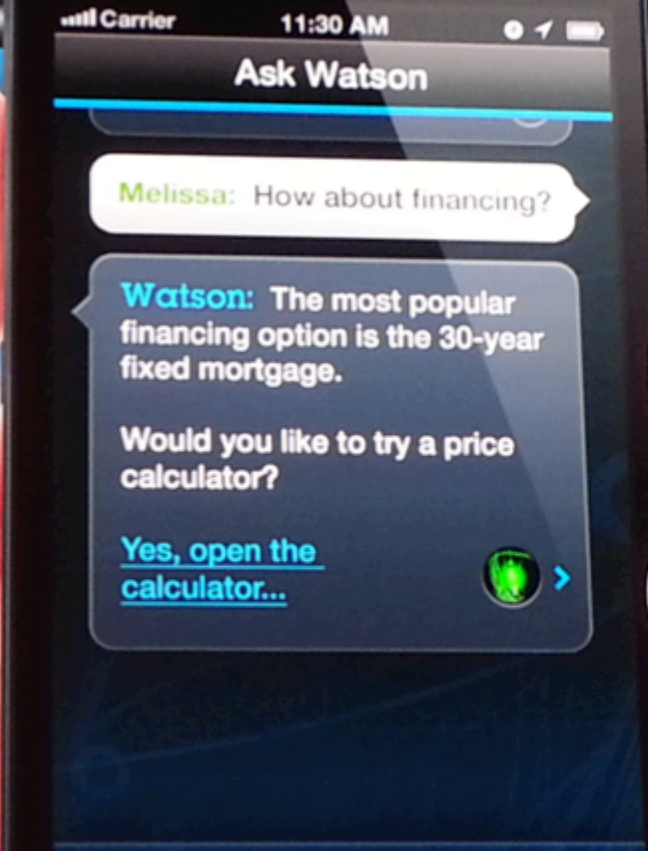 Carrier 11:30 AM
Ask Watson
Melissa: How about financing?
Watson: The most popular
financing option is the 30-year
fixed mortgage.
Would you like to try a price
calculator?
Yes, open the
calculator...